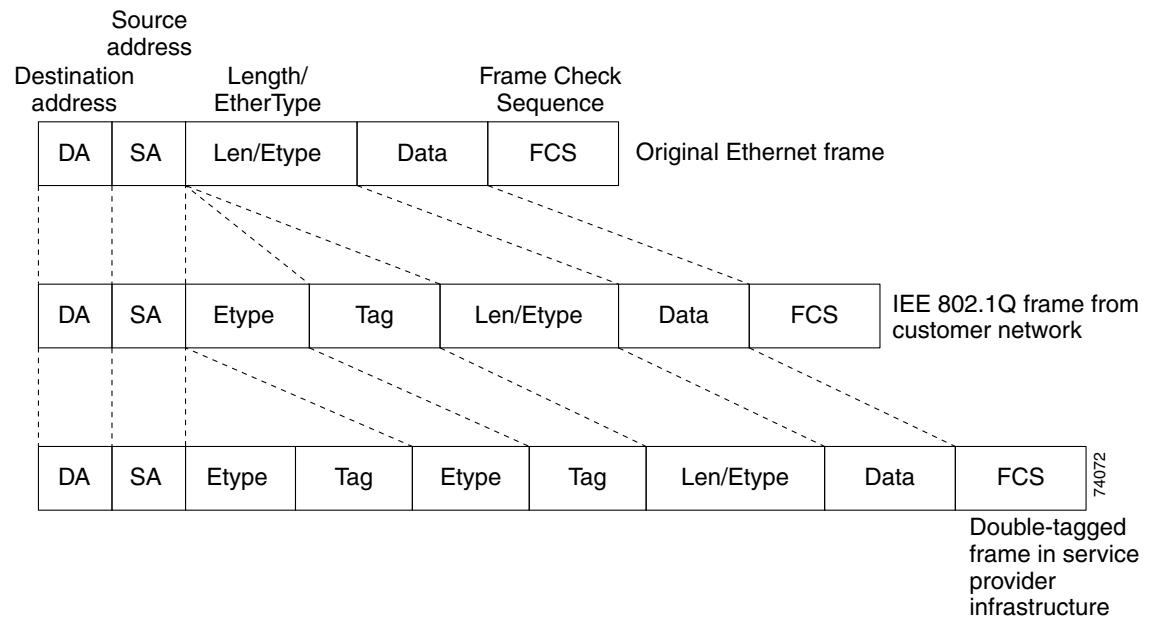 Source
address
Destination
address
Length/
EtherType
Frame Check
Sequence
DA SA Len/Etype Data FCS Original Ethernet frame
DA SA Etype Tag Len/Etype Data FCS
IEE 802.1Q frame from
customer network
DA SA Etype Tag Etype Tag Len/Etype Data FCS
74072
Double-tagged
frame in service
provider
infrastructure